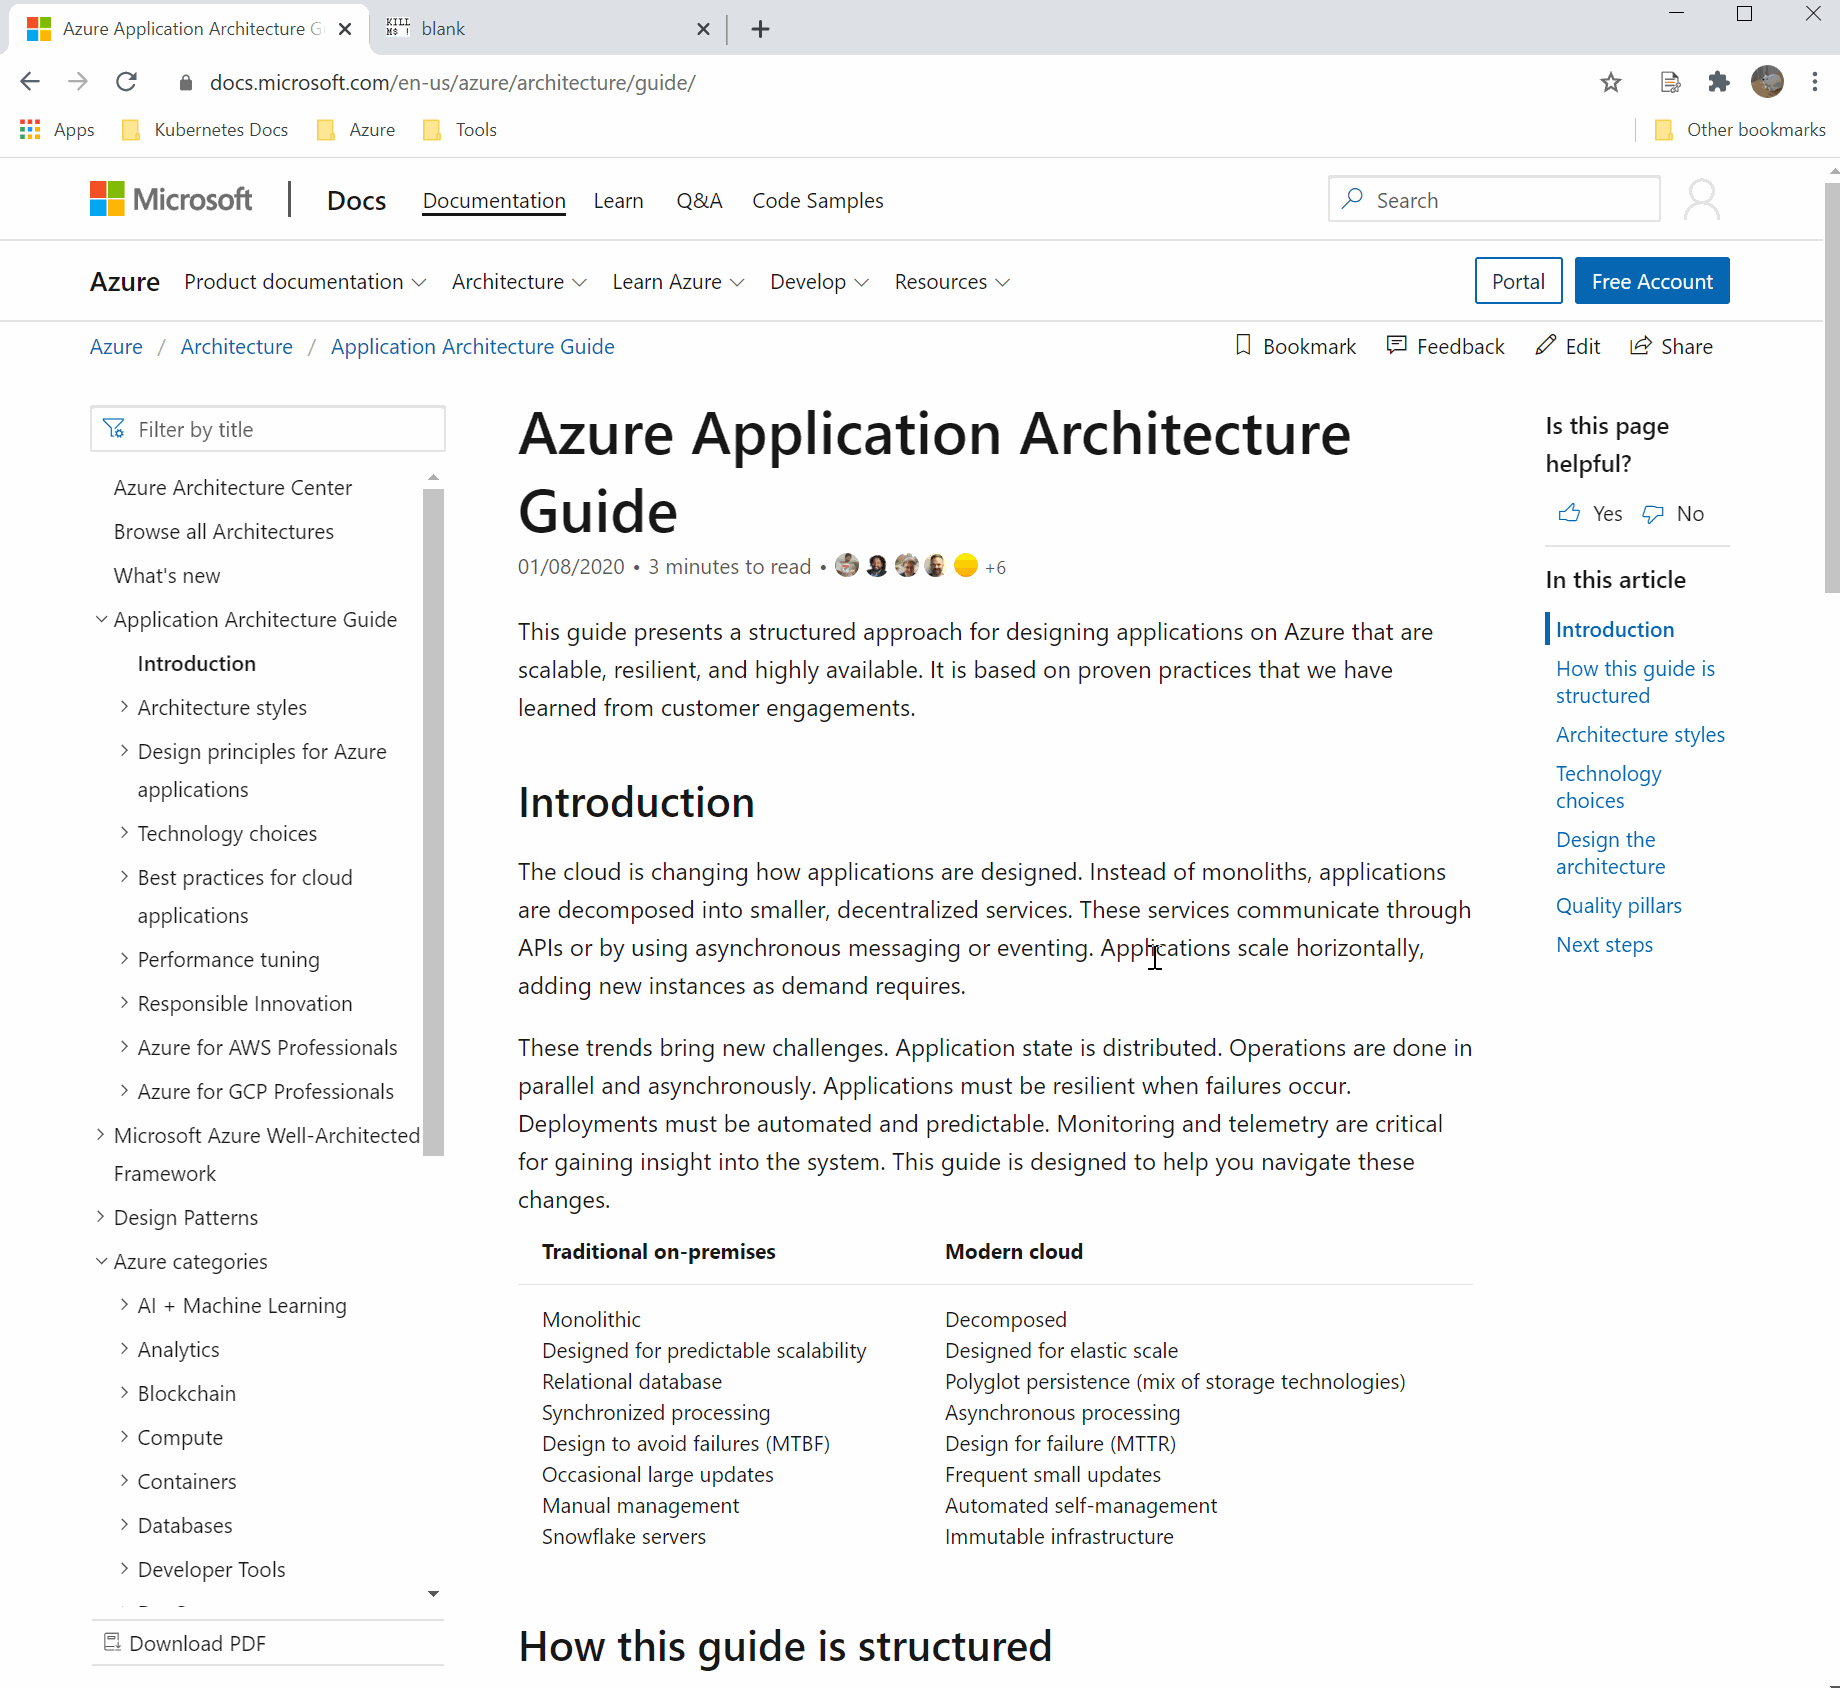 Azure Application Architecture G
KILL
blank
docs.microsoft.com/en-us/azure/architecture/guide/
Apps
Kubernetes Docs
Azure
Tools
Other bookmarks
Microsoft
Docs
Documentation
Learn
Q&A
Code Samples
Search
Azure
Product documentation
Architecture
Learn Azure
Develop
Resources
Portal
Free Account
Azure / Architecture / Application Architecture Guide
Bookmark
Feedback
Edit
Share
Filter by title
Azure Architecture Center
Browse all Architectures
What's new
Application Architecture Guide
Introduction
Architecture styles
Design principles for Azure
applications
Technology choices
Best practices for cloud
applications
Performance tuning
Responsible Innovation
Azure for AWS Professionals
Azure for GCP Professionals
Microsoft Azure Well-Architected
Framework
Design Patterns
Azure categories
AI + Machine Learning
Analytics
Blockchain
Compute
Containers
Databases
Developer Tools
Download PDF
Azure Application Architecture
Guide
01/08/2020 • 3 minutes to read • +6
This guide presents a structured approach for designing applications on Azure that are
scalable, resilient, and highly available. It is based on proven practices that we have
learned from customer engagements.
Introduction
The cloud is changing how applications are designed. Instead of monoliths, applications
are decomposed into smaller, decentralized services. These services communicate through
APIs or by using asynchronous messaging or eventing. Applications scale horizontally,
adding new instances as demand requires.
These trends bring new challenges. Application state is distributed. Operations are done in
parallel and asynchronously. Applications must be resilient when failures occur.
Deployments must be automated and predictable. Monitoring and telemetry are critical
for gaining insight into the system. This guide is designed to help you navigate these
changes.
Traditional on-premises Modern cloud
Monolithic Decomposed
Designed for predictable scalability Designed for elastic scale
Relational database Polyglot persistence (mix of storage technologies)
Synchronized processing Asynchronous processing
Design to avoid failures (MTBF) Design for failure (MTTR)
Occasional large updates Frequent small updates
Manual management Automated self-management
Snowflake servers Immutable infrastructure
How this guide is structured
Is this page
helpful?
Yes
No
In this article
Introduction
How this guide is
structured
Architecture styles
Technology
choices
Design the
architecture
Quality pillars
Next steps